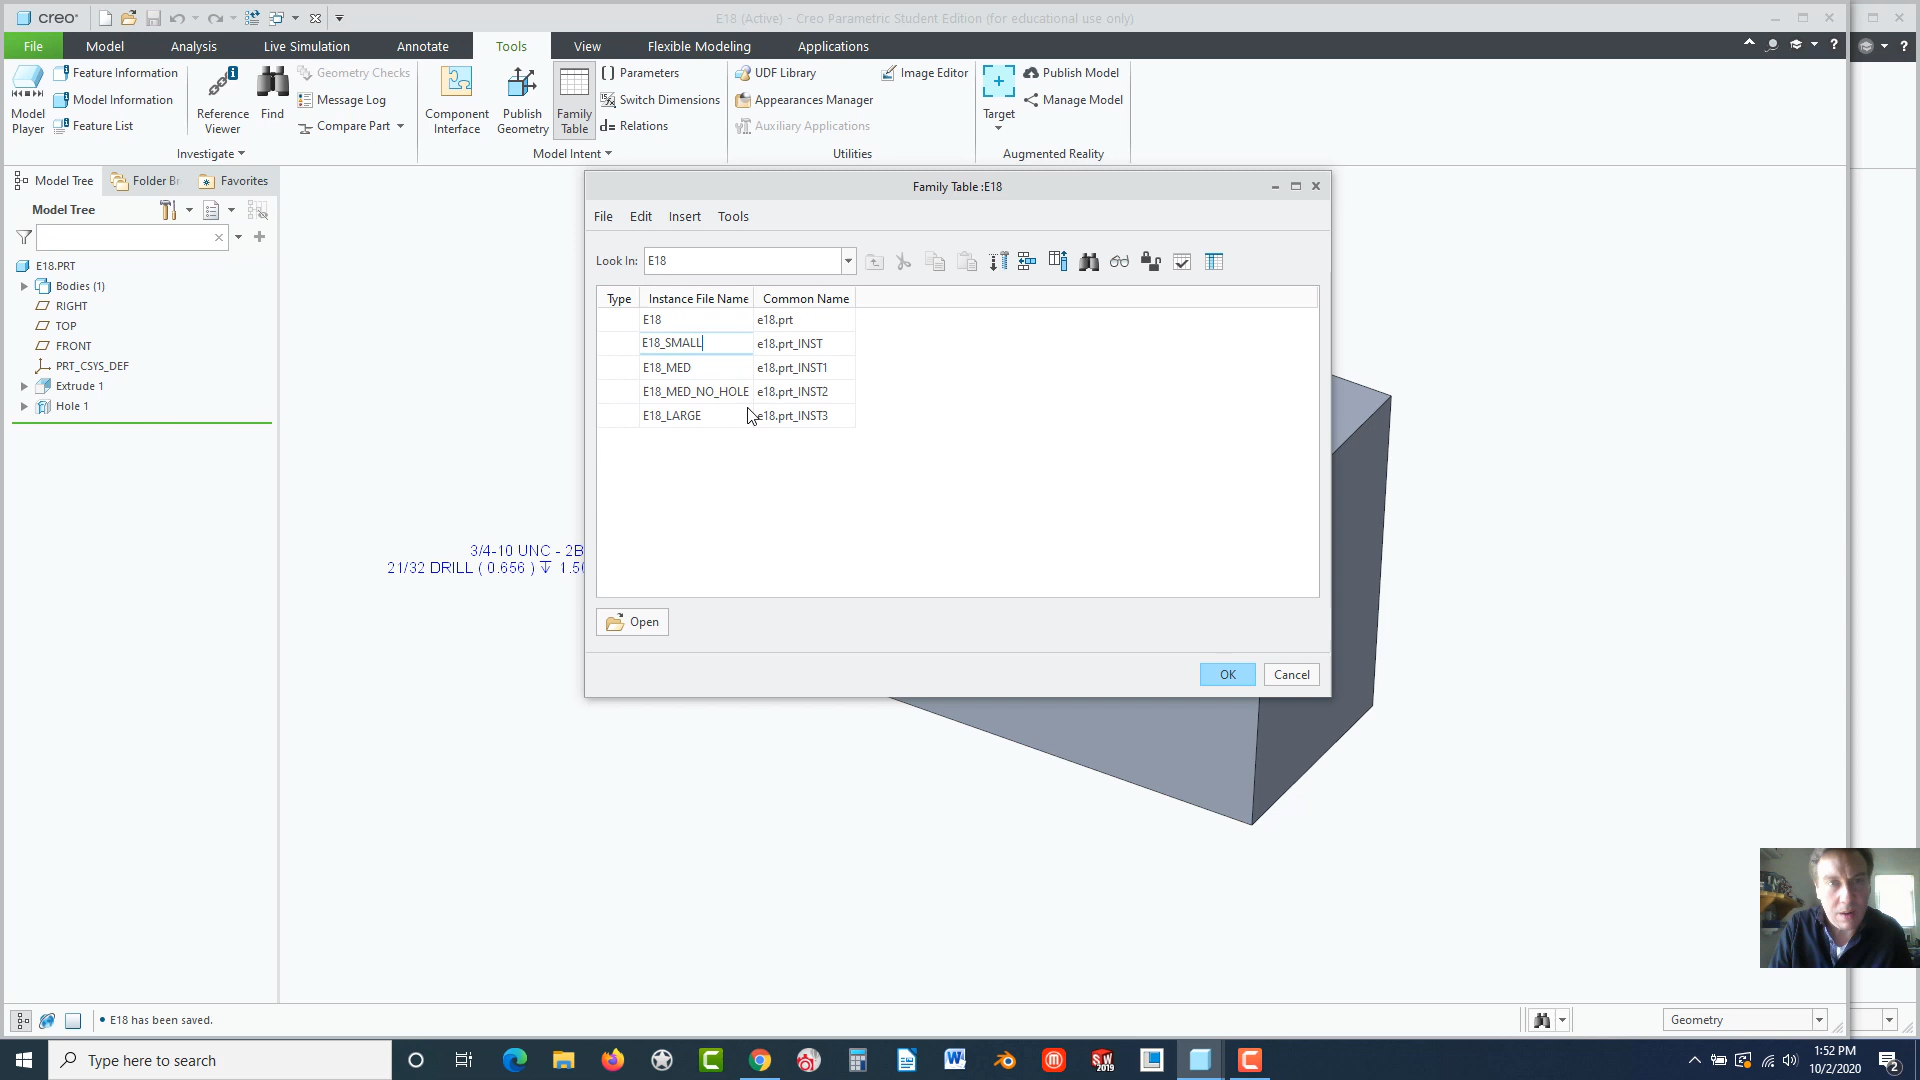 creo
E18 (Active) - Creo Parametric Student Edition (for educational use only)
File Model Analysis Live Simulation Annotate Tools View Flexible Modeling Applications
Model Player
Feature Information
Model Information
Feature List
Reference Viewer
Find
Geometry Checks
Message Log
Compare Part
Investigate
Component Interface
Publish Geometry
Family Table
Parameters
Switch Dimensions
d= Relations
Model Intent
UDF Library
Appearances Manager
Auxiliary Applications
Image Editor
Utilities
Target
Publish Model
Manage Model
Augmented Reality
Model Tree Folder Br Favorites
Model Tree
E18.PRT
Bodies (1)
RIGHT
TOP
FRONT
PRT_CSYS_DEF
Extrude 1
Hole 1
3/4-10 UNC - 2B
21/32 DRILL ( 0.656 ) ↧ 1.50
Family Table :E18
File Edit Insert Tools
Look In: E18
Type Instance File Name Common Name
E18 e18.prt
E18_SMALL e18.prt_INST
E18_MED e18.prt_INST1
E18_MED_NO_HOLE e18.prt_INST2
E18_LARGE e18.prt_INST3
Open
OK Cancel
• E18 has been saved.
Geometry
Type here to search
SW 2019
1:52 PM
10/2/2020
2